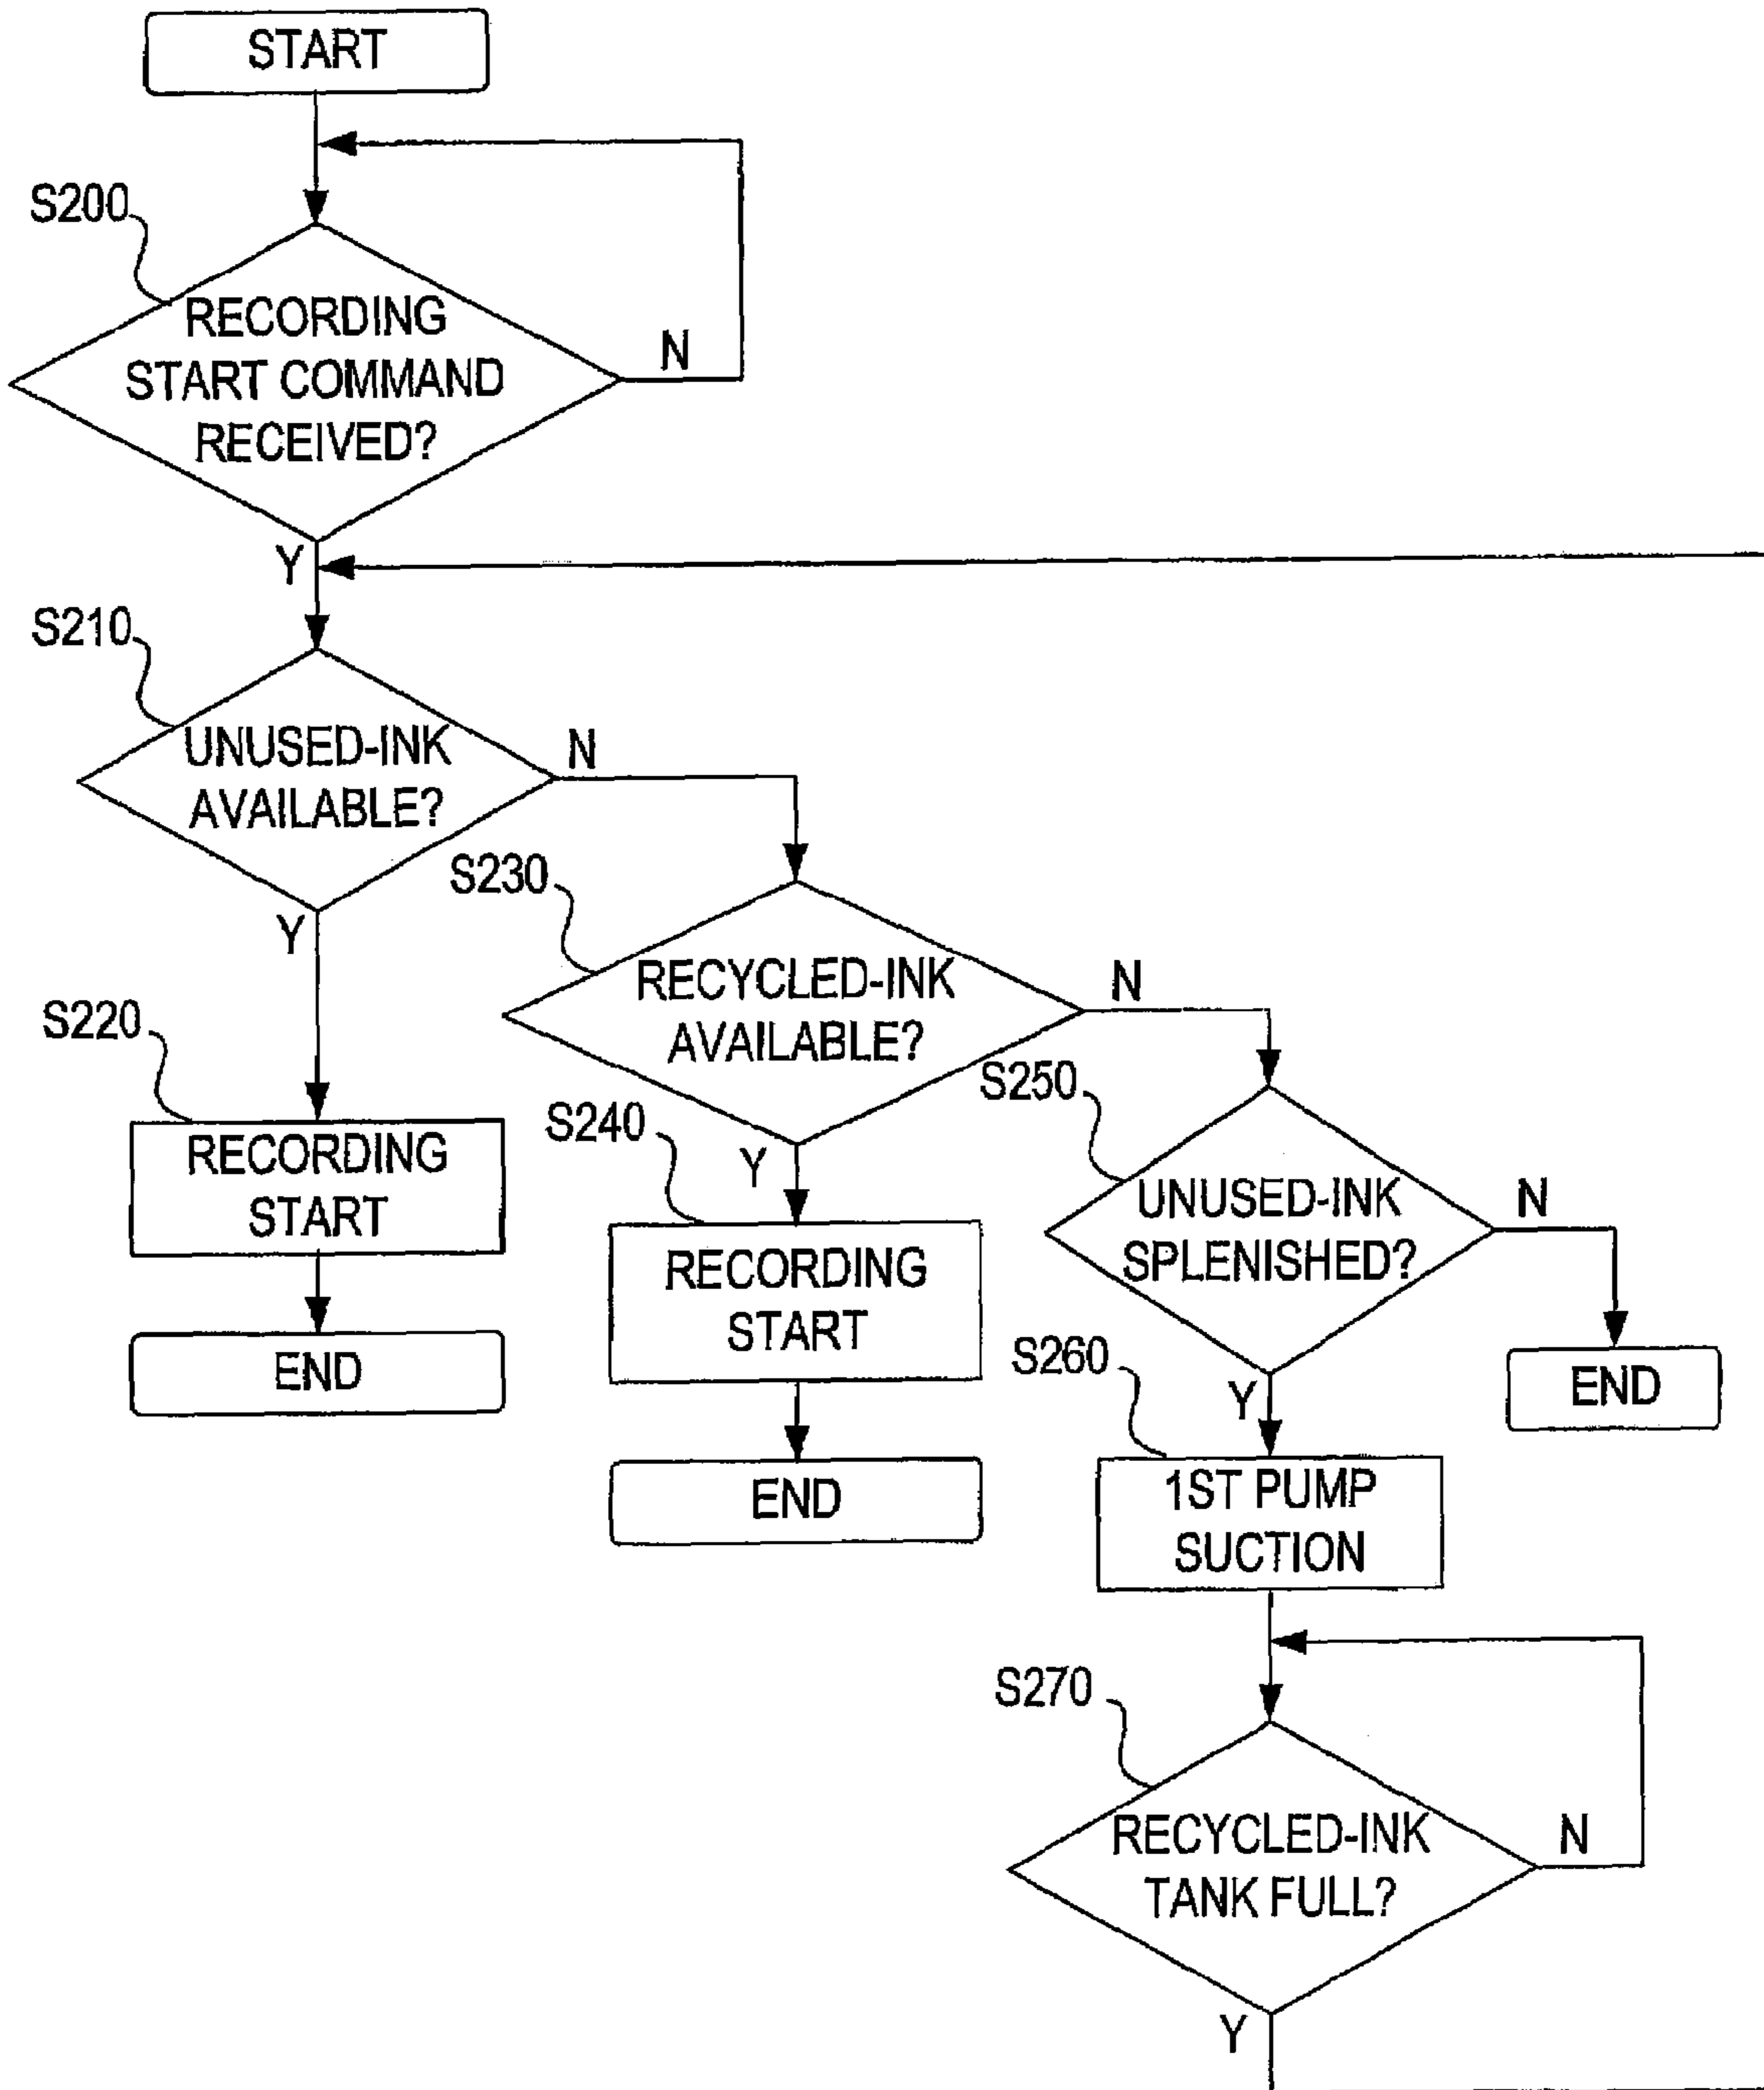 START
S200
RECORDING
START COMMAND
RECEIVED?
N
Y
S210
UNUSED-INK
AVAILABLE?
N
Y
S220
RECORDING
START
END
S230
RECYCLED-INK
AVAILABLE?
N
Y
S240
RECORDING
START
END
S250
UNUSED-INK
SPLENISHED?
N
END
Y
S260
1ST PUMP
SUCTION
S270
RECYCLED-INK
TANK FULL?
N
Y